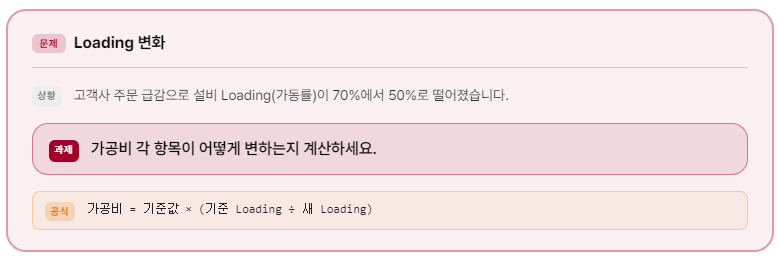 문제 Loading 변화
상황 고객사 주문 급감으로 설비 Loading(가동률)이 70%에서 50%로 떨어졌습니다.
과제 가공비 각 항목이 어떻게 변하는지 계산하세요.
공식 가공비 = 기준값 × (기준 Loading ÷ 새 Loading)